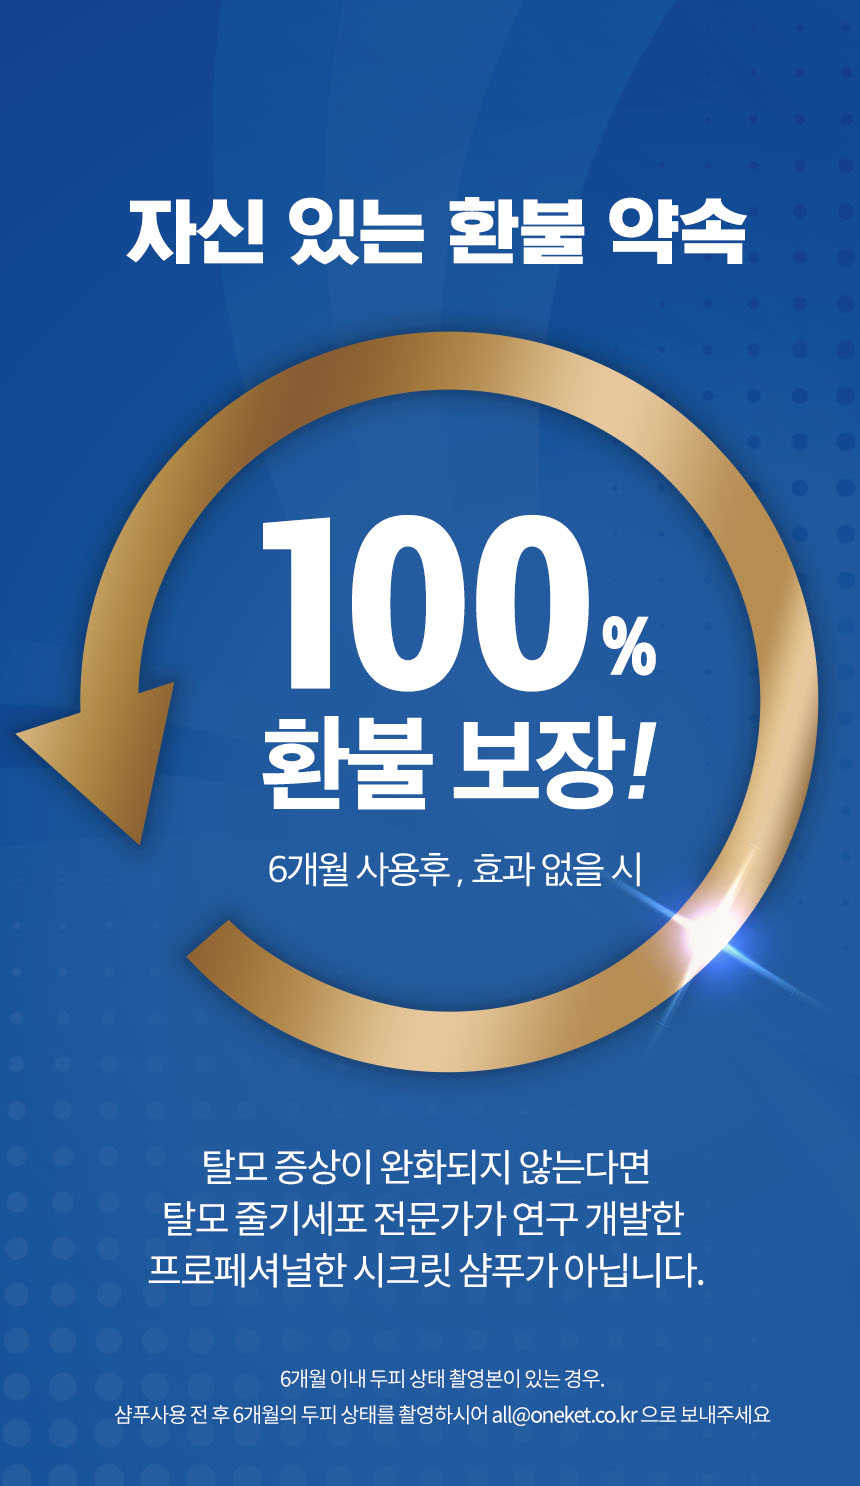 자신 있는 환불 약속
100%
환불 보장!
6개월 사용후 , 효과 없을 시
탈모 증상이 완화되지 않는다면
탈모 줄기세포 전문가가 연구 개발한
프로페셔널한 시크릿 샴푸가 아닙니다.
6개월 이내 두피 상태 촬영본이 있는 경우.
샴푸사용 전 후 6개월의 두피 상태를 촬영하시어 all@oneket.co.kr 으로 보내주세요